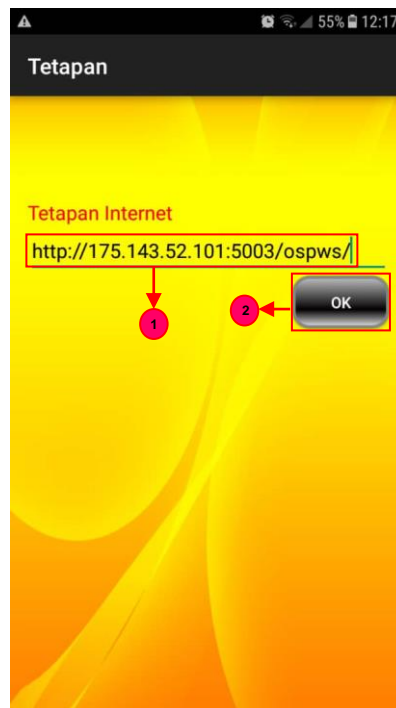 55% 12:17
Tetapan
Tetapan Internet
http://175.143.52.101:5003/ospws/
OK
1
2